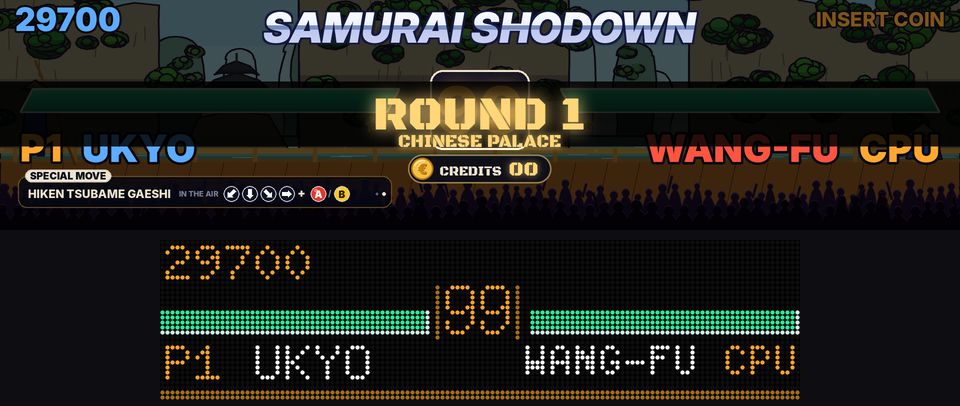 29700
SAMURAI SHODOWN
INSERT COIN
ROUND 1
CHINESE PALACE
P1 UKYO
WANG-FU CPU
CREDITS 00
SPECIAL MOVE
HIKEN TSUBAME GAESHI IN THE AIR + A / B
29700
99
P1 UKYO
WANG-FU CPU